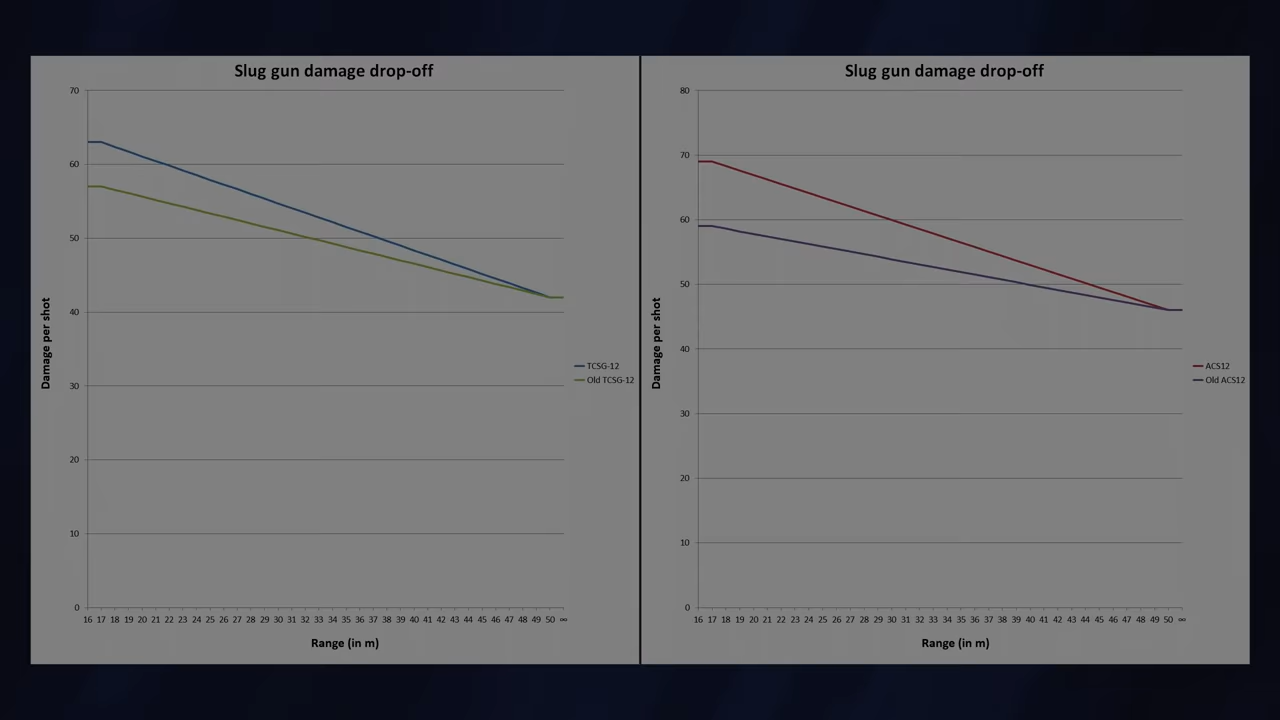 Slug gun damage drop-off
70
60
50
40
30
20
10
0
Damage per shot
16 17 18 19 20 21 22 23 24 25 26 27 28 29 30 31 32 33 34 35 36 37 38 39 40 41 42 43 44 45 46 47 48 49 50 ∞
Range (in m)
TCSG-12
Old TCSG-12
Slug gun damage drop-off
80
70
60
50
40
30
20
10
0
Damage per shot
16 17 18 19 20 21 22 23 24 25 26 27 28 29 30 31 32 33 34 35 36 37 38 39 40 41 42 43 44 45 46 47 48 49 50 ∞
Range (in m)
ACS12
Old ACS12